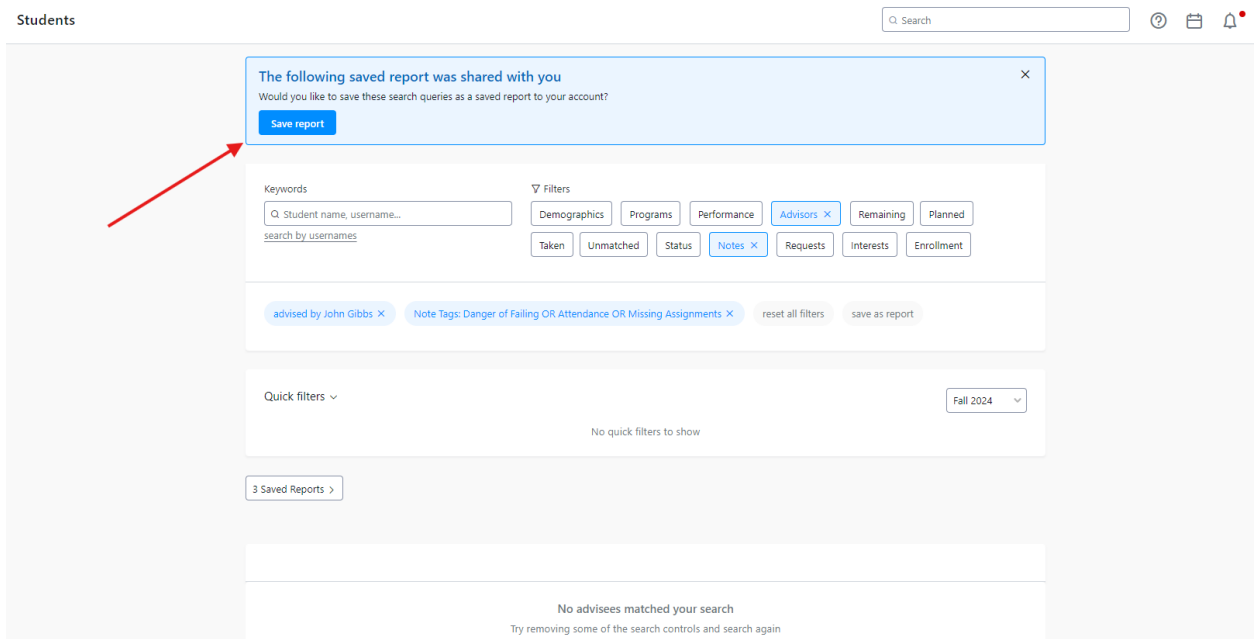 Students
Search
The following saved report was shared with you
Would you like to save these search queries as a saved report to your account?
Save report
Keywords
Filters
Student name, username...
Demographics Programs Performance Advisors Remaining Planned
search by usernames
Taken Unmatched Status Notes Requests Interests Enrollment
advised by John Gibbs Note Tags: Danger of Failing OR Attendance OR Missing Assignments reset all filters save as report
Quick filters
Fall 2024
No quick filters to show
3 Saved Reports
No advisees matched your search
Try removing some of the search controls and search again